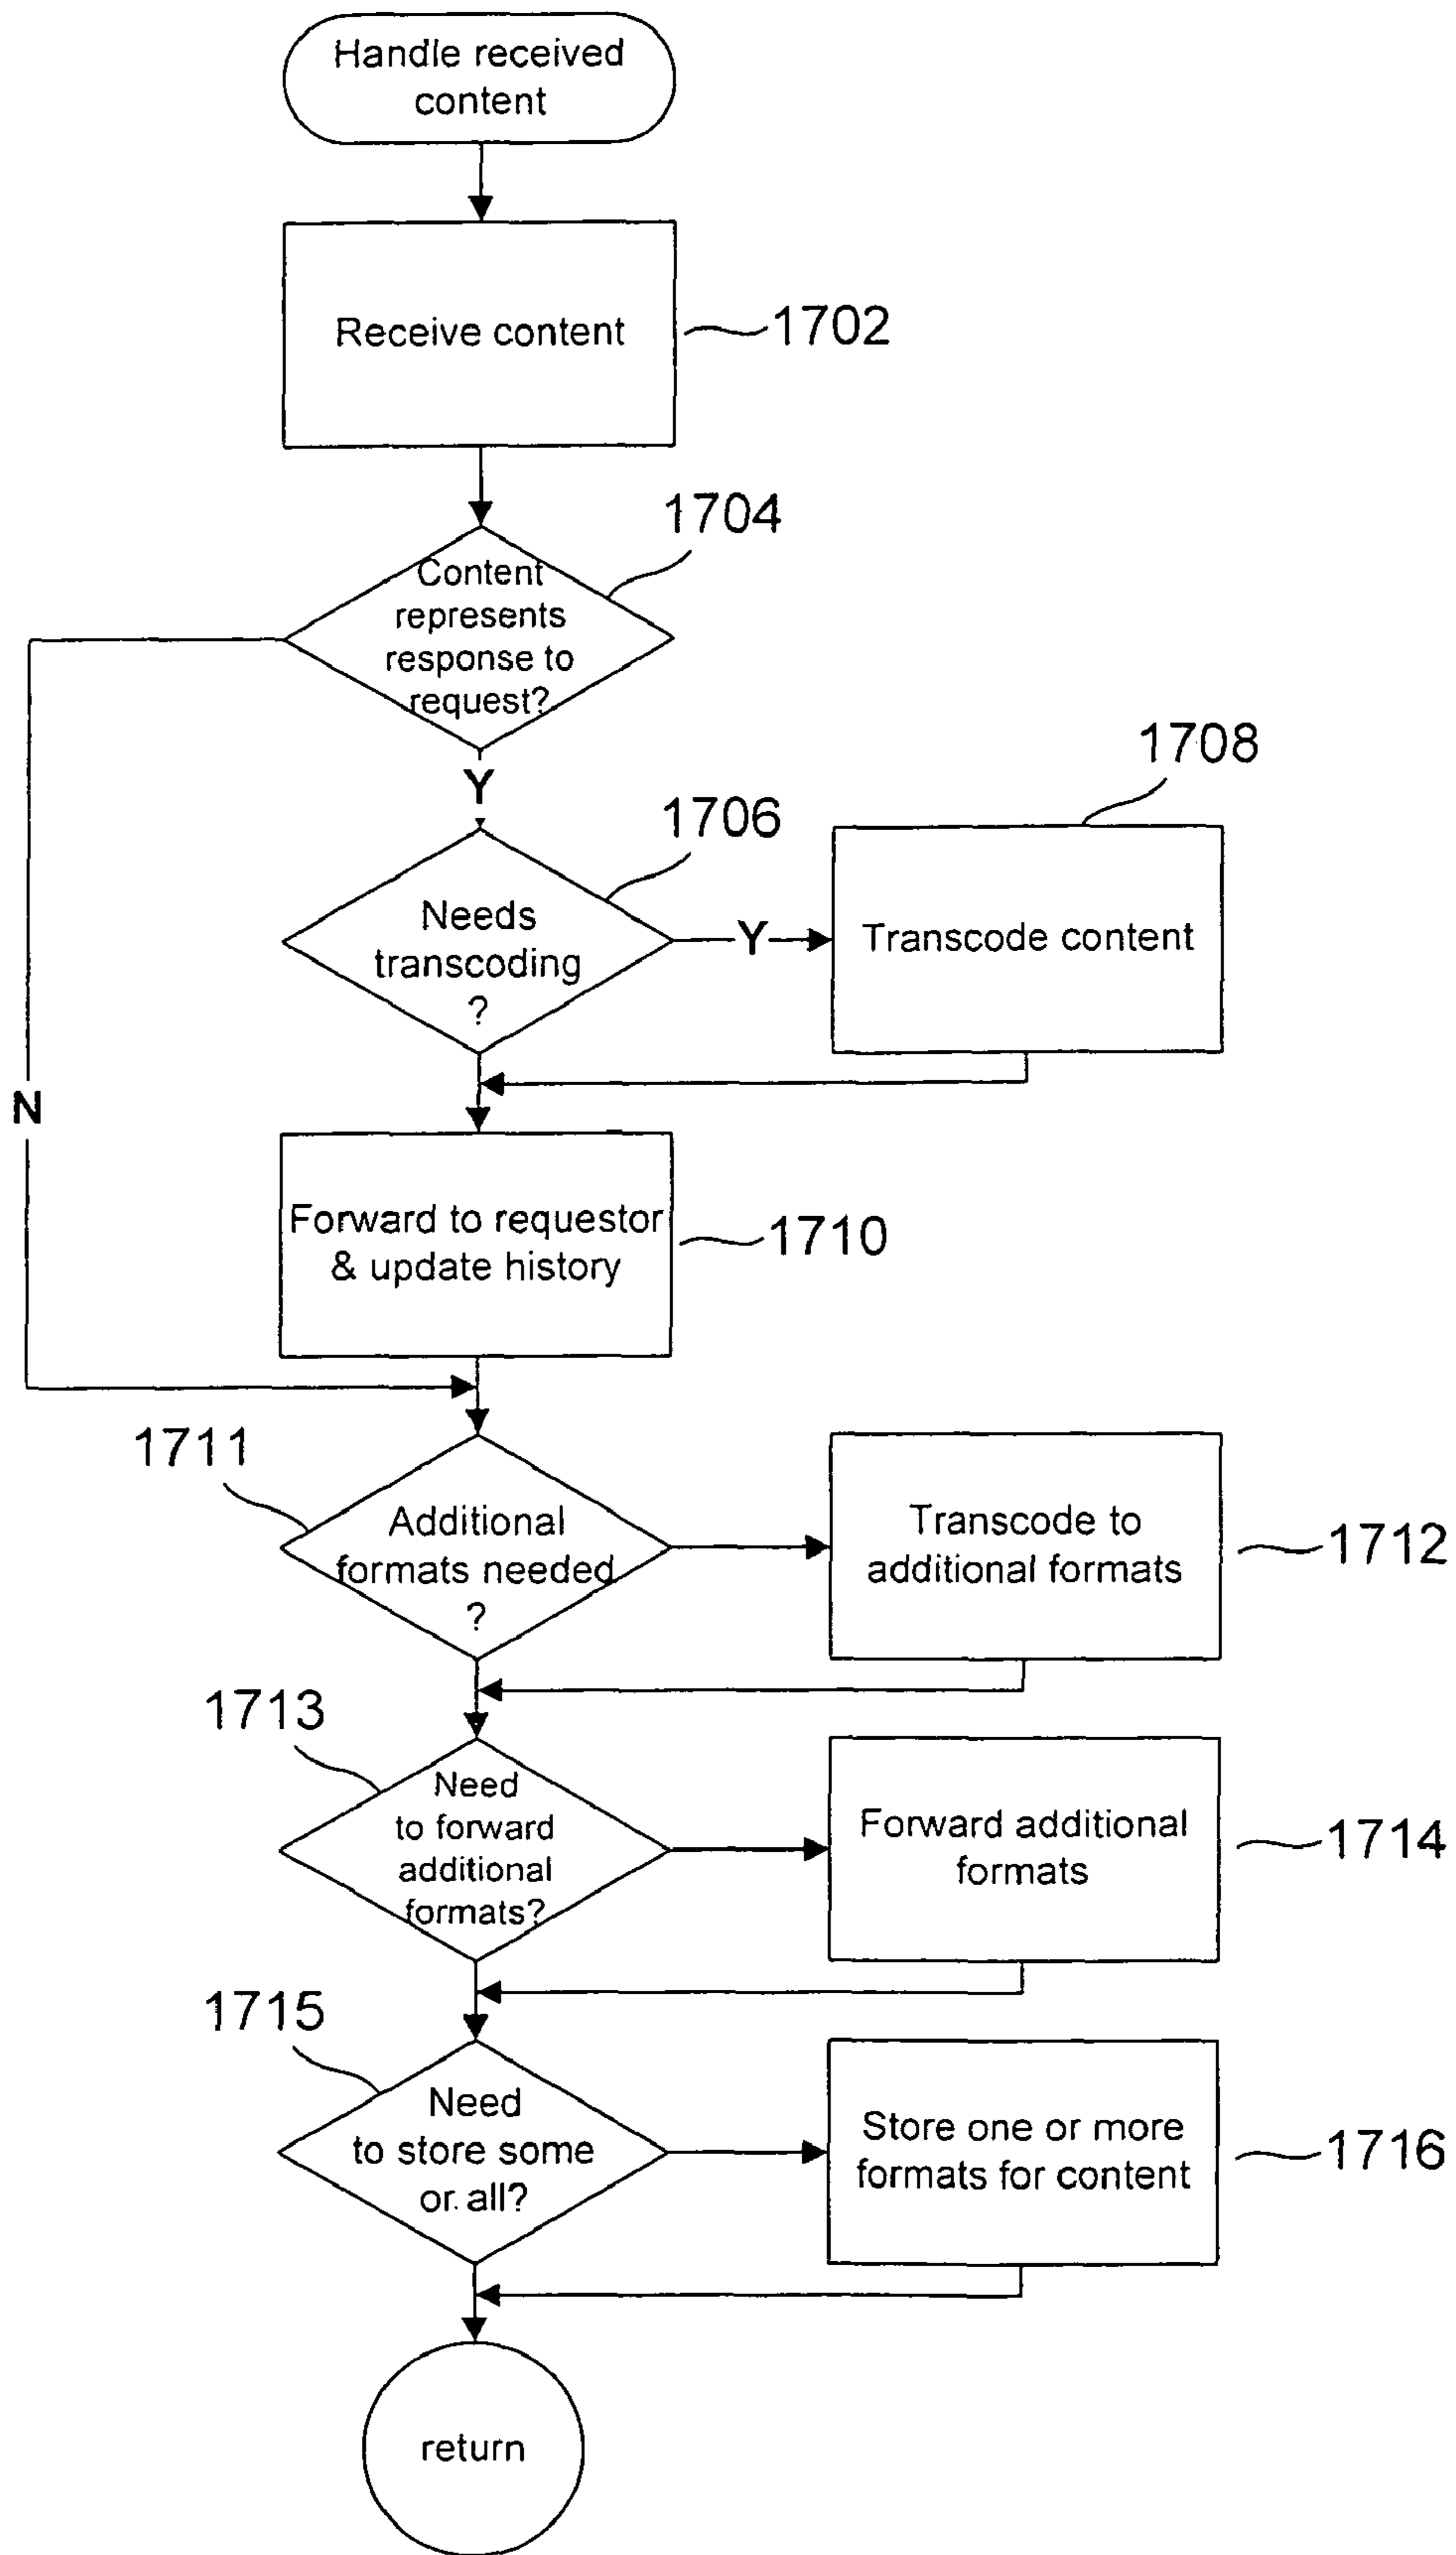 Handle received
content
Receive content
1702
1704
Content
represents
response to
request?
Y
1708
1706
Needs
transcoding
?
Y
Transcode content
N
Forward to requestor
& update history
1710
1711
Additional
formats needed
?
Transcode to
additional formats
1712
1713
Need
to forward
additional
formats?
Forward additional
formats
1714
1715
Need
to store some
or all?
Store one or more
formats for content
1716
return